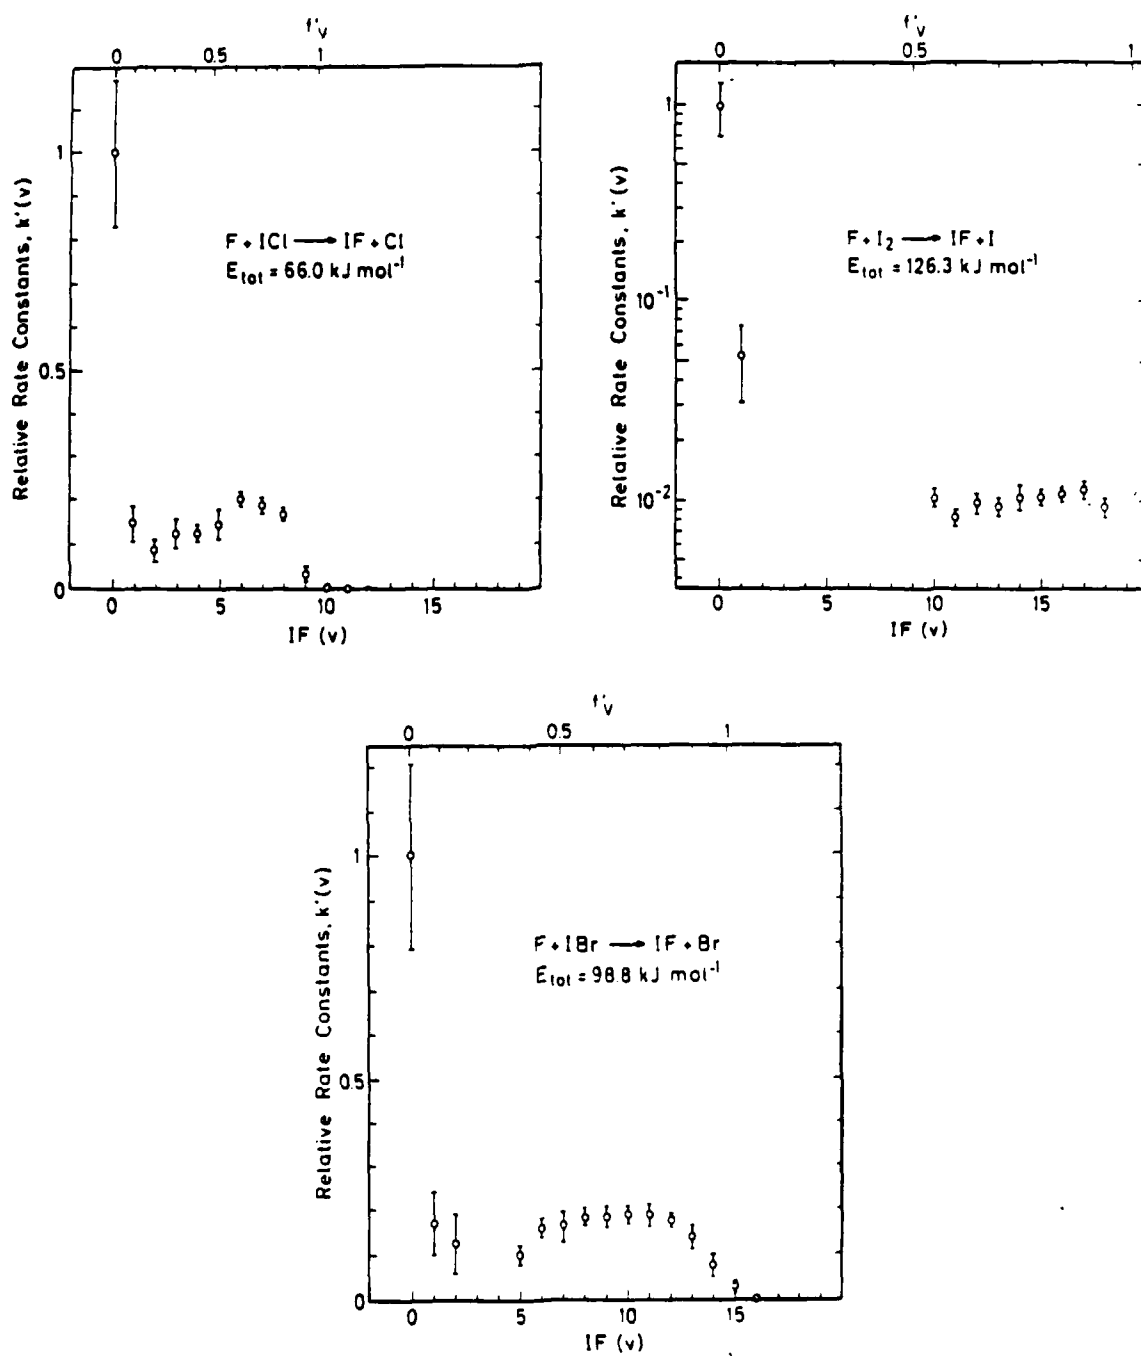 f'v
0 0.5 1
1
0.5
0
Relative Rate Constants, k'(v)
F + ICl → IF + Cl
Etot = 66.0 kJ mol⁻¹
0 5 10 15
IF (v)
f'v
0 0.5 1
1
10⁻¹
10⁻²
Relative Rate Constants, k'(v)
F + I₂ → IF + I
Etot = 126.3 kJ mol⁻¹
0 5 10 15
IF (v)
f'v
0 0.5 1
1
0.5
0
Relative Rate Constants, k'(v)
F + IBr → IF + Br
Etot = 98.8 kJ mol⁻¹
0 5 10 15
IF (v)